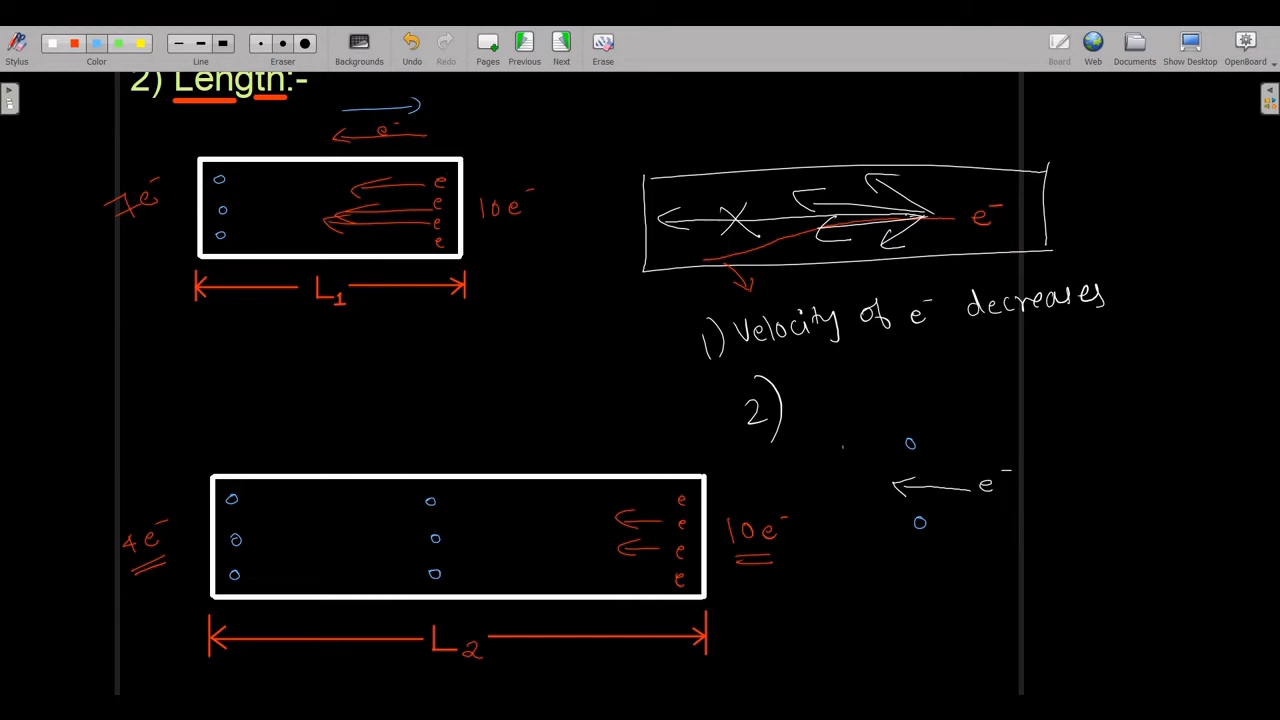 Stylus
Color
Line
Eraser
Backgrounds
Undo
Redo
Pages
Previous
Next
Erase
Board
Web
Documents
Show Desktop
OpenBoard
2) Length:-
e⁻
7e⁻
e
e
e
e
10e⁻
L₁
e⁻
1) Velocity of e⁻ decreases
2)
e⁻
4e⁻
e
e
e
e
10e⁻
L₂